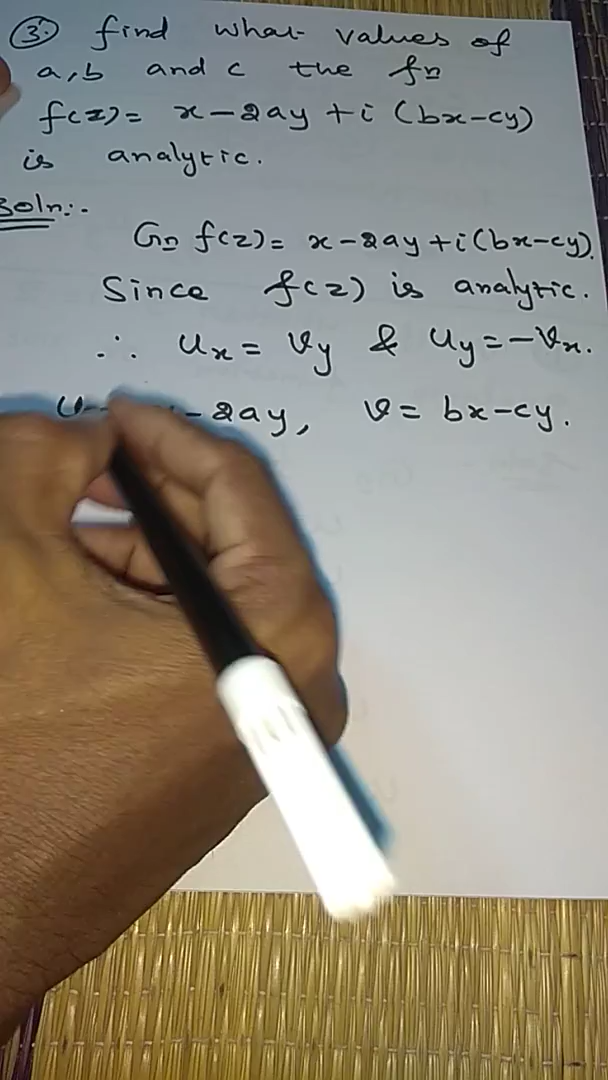 ③. find what values of
a,b and c the fn
f(z) = x-2ay + i (bx-cy)
is analytic.
Soln:-
Gn f(z) = x-2ay + i (bx-cy).
Since f(z) is analytic.
∴ ux = vy & uy = -vx.
-2ay, v = bx-cy.